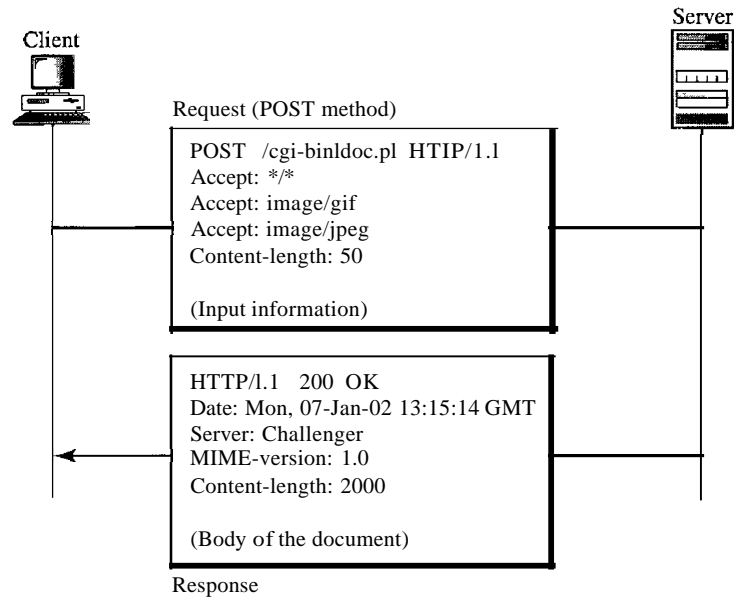 Server
Client
Request (POST method)
POST /cgi-binldoc.pl HTIP/1.l
Accept: */*
Accept: image/gif
Accept: image/jpeg
Content-length: 50
(Input information)
HTTP/l.1 200 OK
Date: Mon, 07-Jan-02 13:15:14 GMT
Server: Challenger
MIME-version: 1.0
Content-length: 2000
(Body of the document)
Response